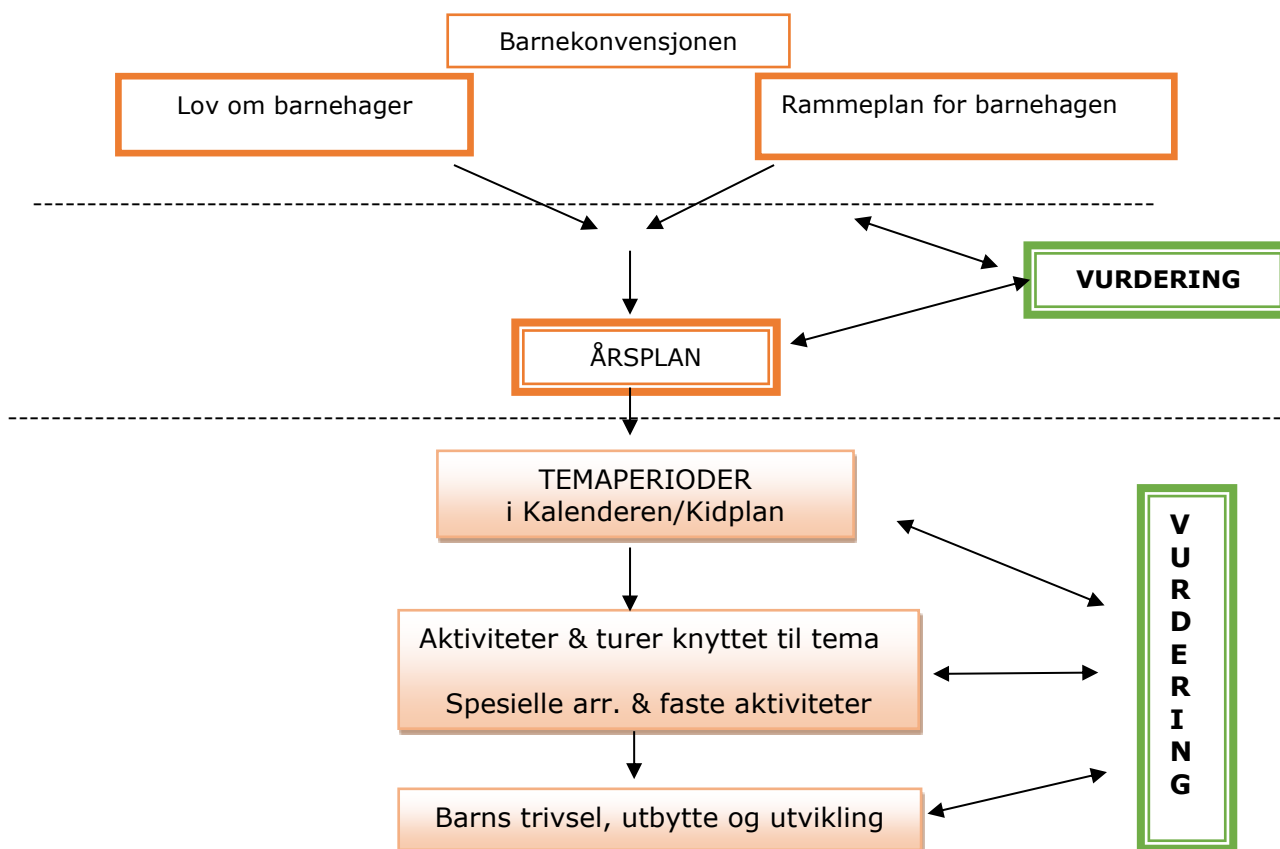 Barnekonvensjonen
Lov om barnehager
Rammeplan for barnehagen
VURDERING
ÅRSPLAN
TEMAPERIODER
i Kalenderen/Kidplan
Aktiviteter & turer knyttet til tema
Spesielle arr. & faste aktiviteter
Barns trivsel, utbytte og utvikling
V
U
R
D
E
R
I
N
G